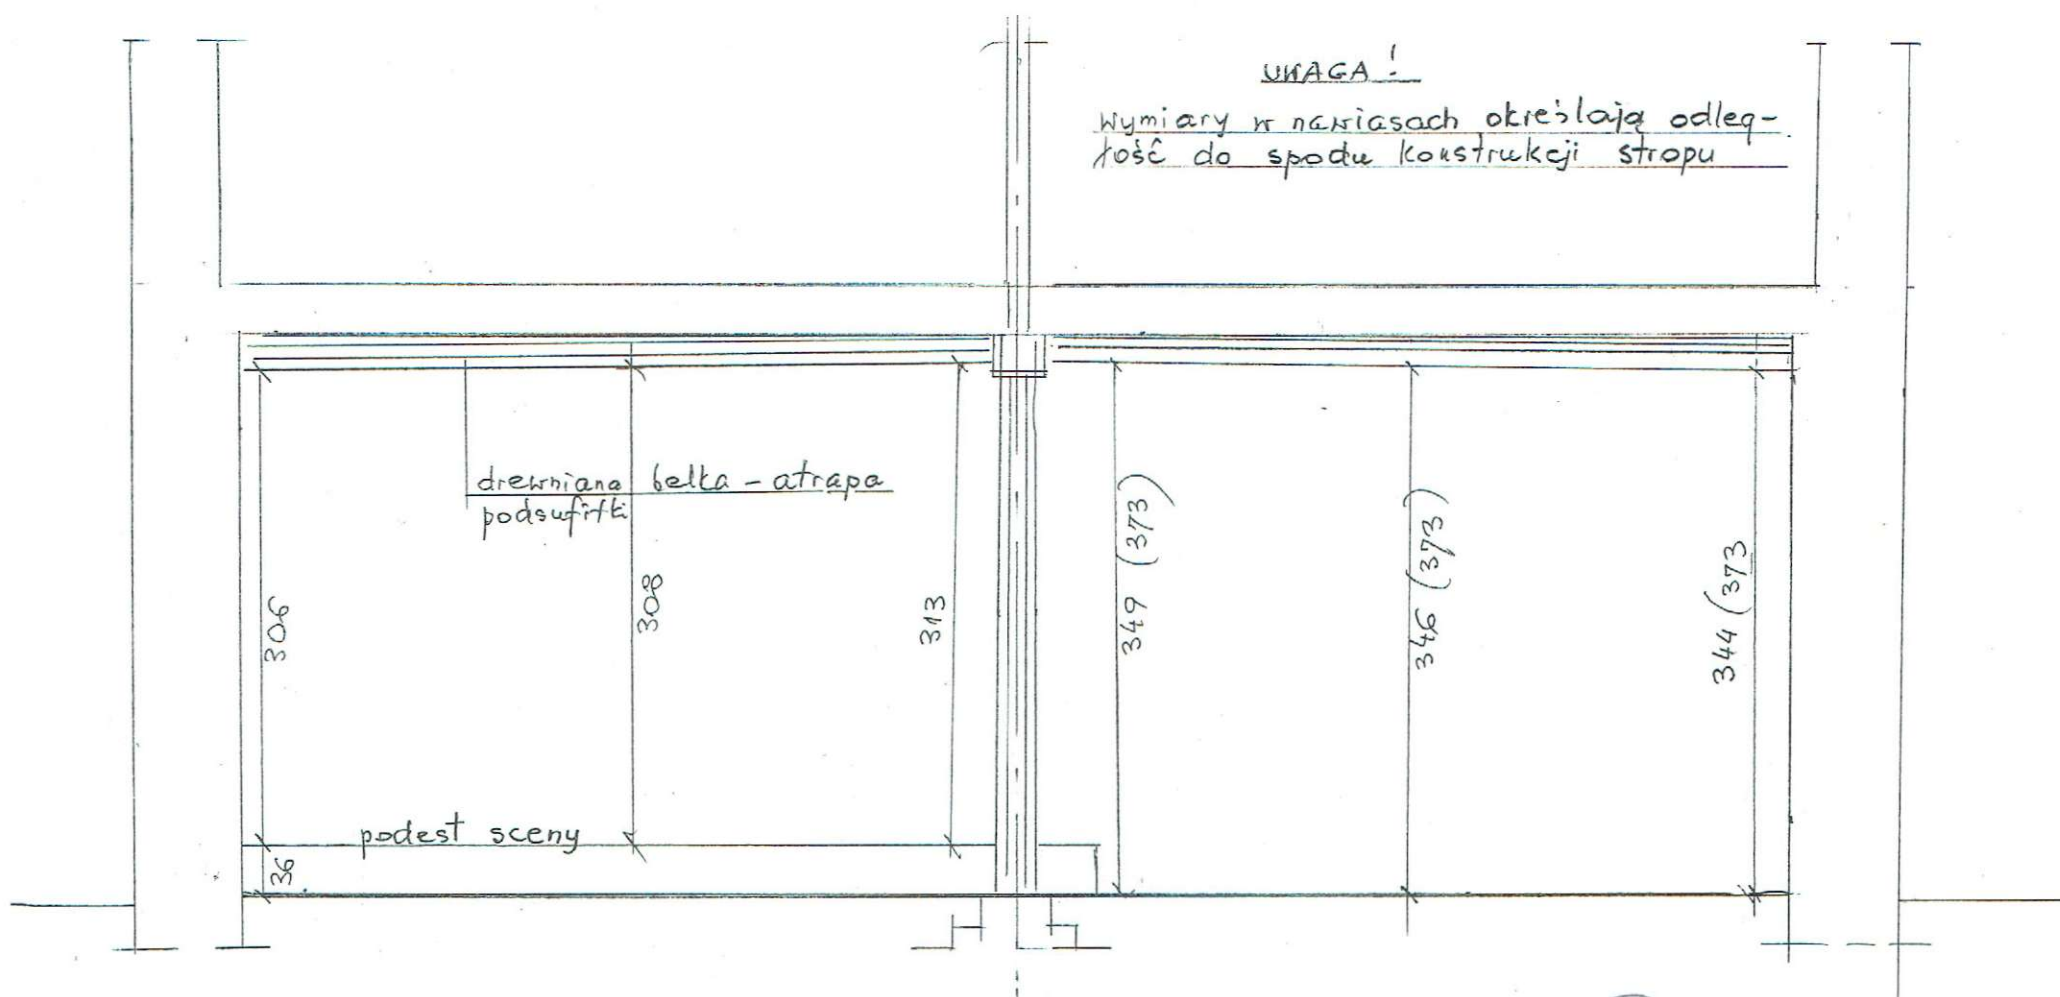 UWAGA !
Wymiary w nawiasach określają odleg-
łość do spodu konstrukcji stropu
drewniana belka - atrapa
podsufitki
306
308
313
349 (373)
346 (373)
344 (373
podest sceny
36